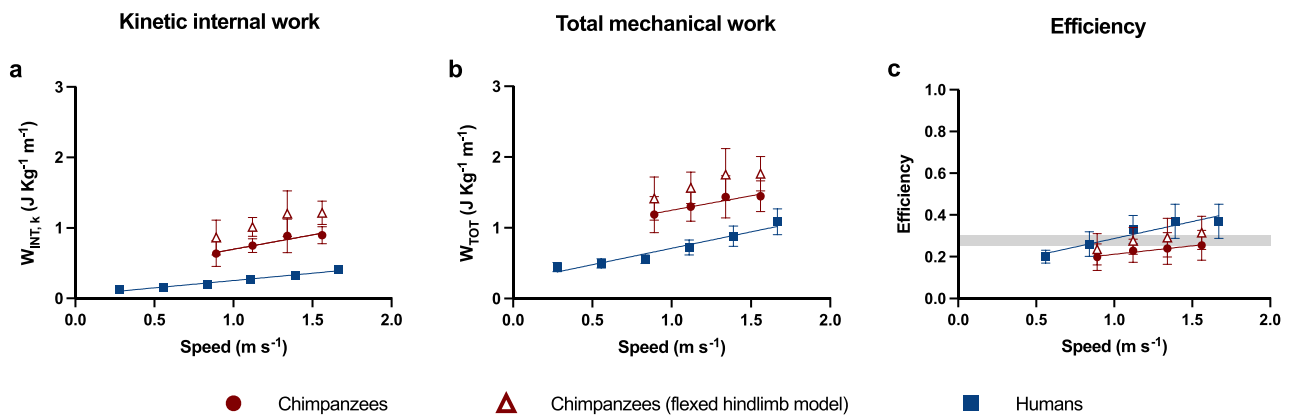 Kinetic internal work
Total mechanical work
Efficiency
a
b
c
W_INT, k (J Kg⁻¹ m⁻¹)
3
2
1
0
0.0 0.5 1.0 1.5 2.0
Speed (m s⁻¹)
W_TOT (J Kg⁻¹ m⁻¹)
3
2
1
0
0.0 0.5 1.0 1.5 2.0
Speed (m s⁻¹)
Efficiency
1.0
0.8
0.6
0.4
0.2
0.0
0.0 0.5 1.0 1.5 2.0
Speed (m s⁻¹)
Chimpanzees
Chimpanzees (flexed hindlimb model)
Humans